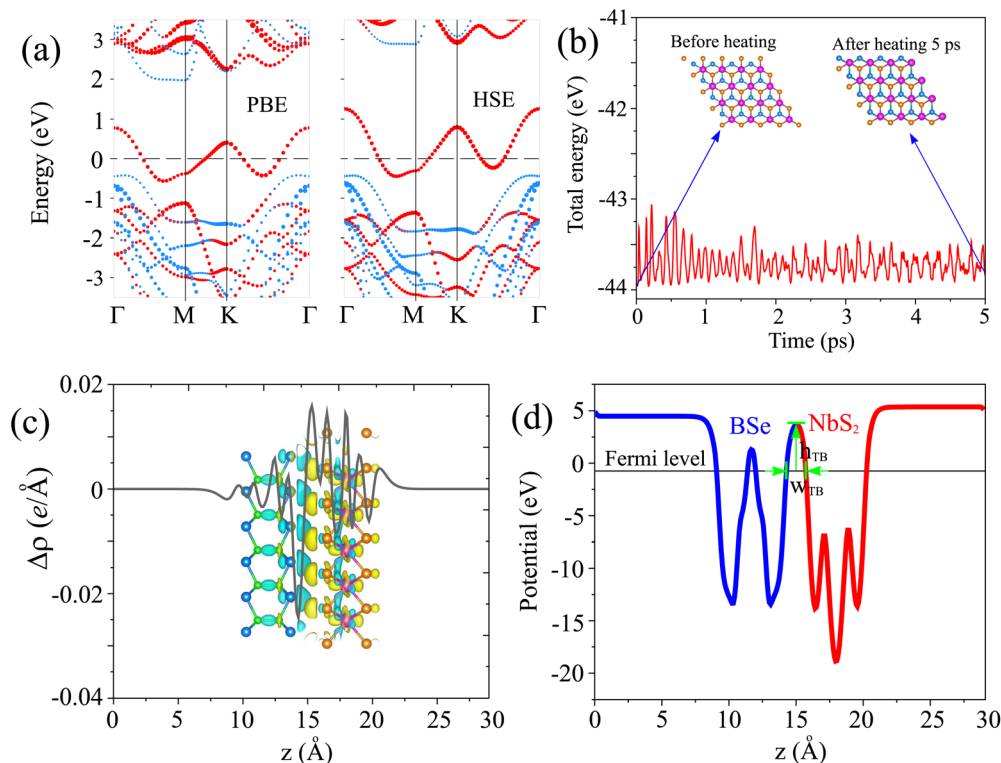 (a)
Energy (eV)
3
2
1
0
-1
-2
-3
PBE
HSE
Γ M K Γ
Γ M K Γ
(b)
Total energy (eV)
-41
-42
-43
-44
Before heating
After heating 5 ps
0 1 2 3 4 5
Time (ps)
(c)
Δρ (e/Å)
0.02
0
-0.02
-0.04
0 5 10 15 20 25 30
z (Å)
(d)
Potential (eV)
5
0
-5
-10
-15
-20
BSe
NbS₂
Fermi level
hTB
wTB
0 5 10 15 20 25 30
z (Å)